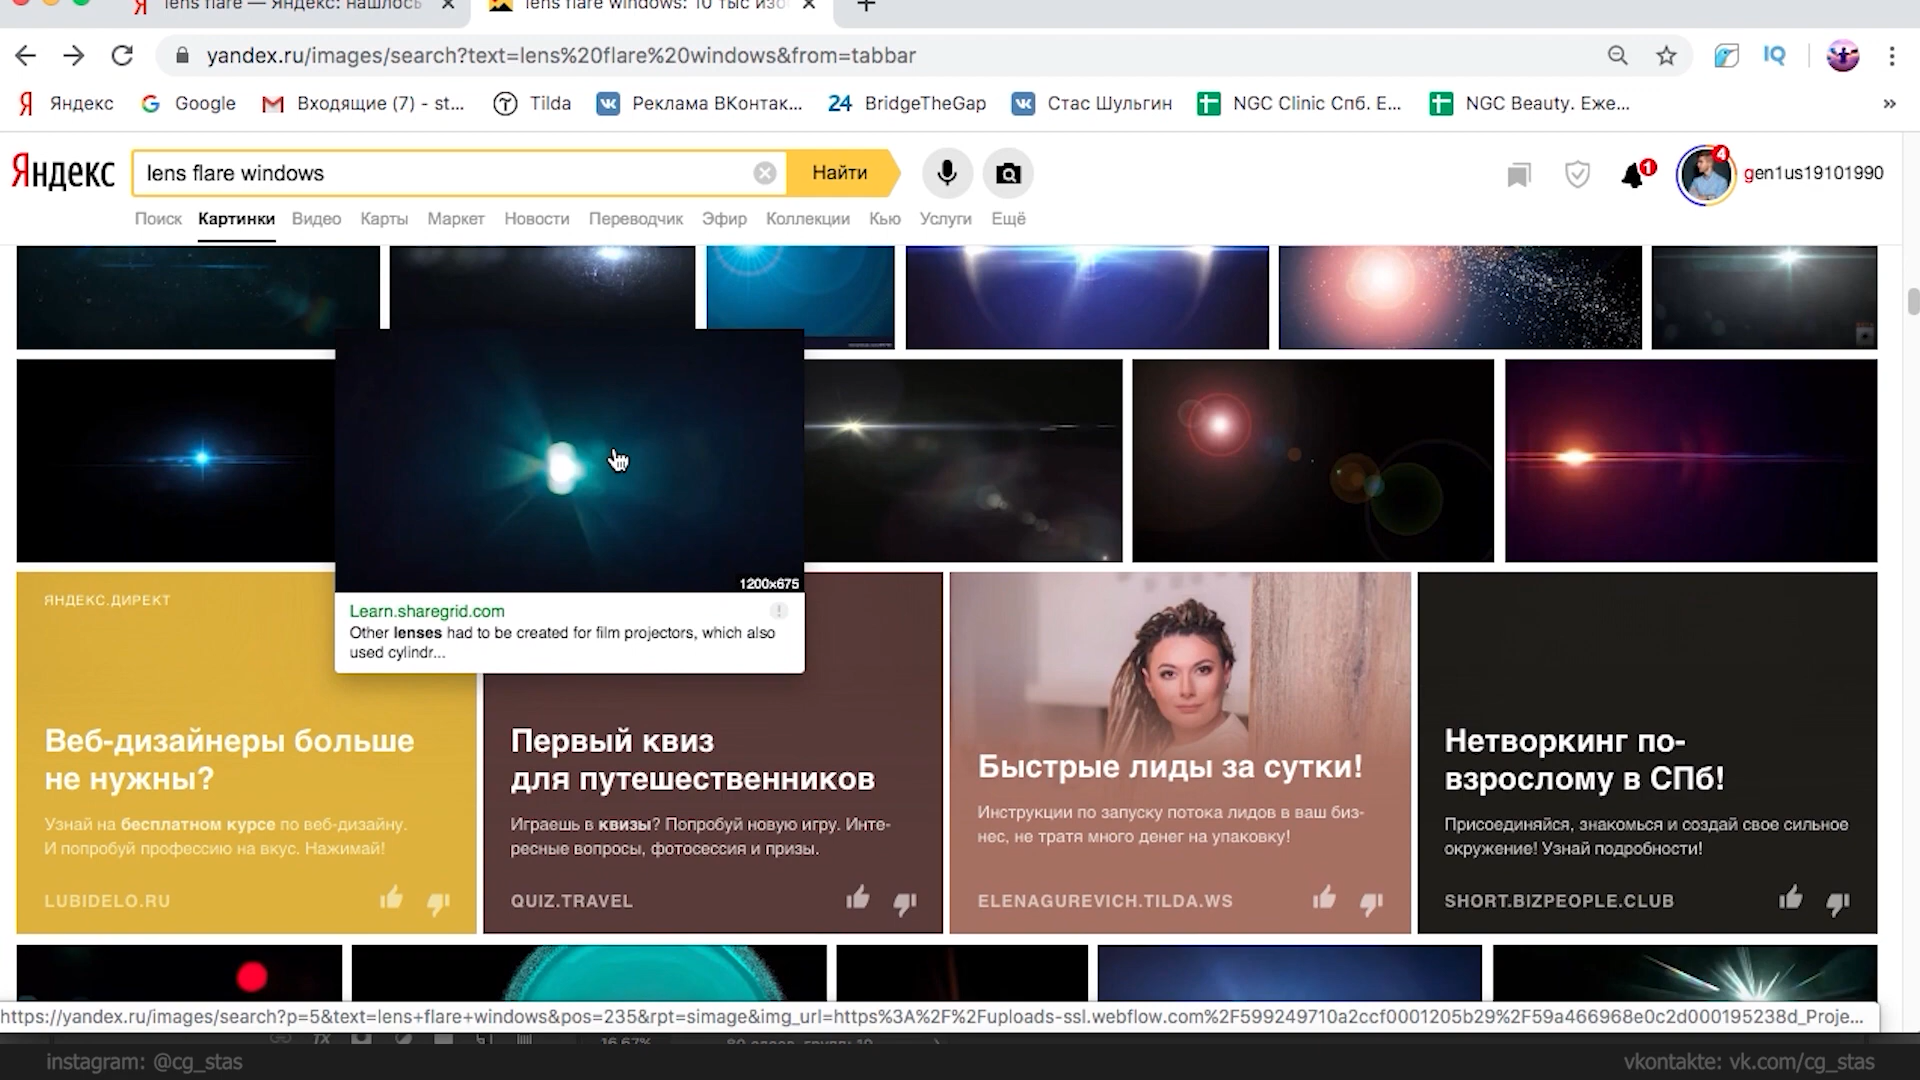 lens flare — Яндекс: нашлось
lens flare windows: 10 тыс изо
yandex.ru/images/search?text=lens%20flare%20windows&from=tabbar
Яндекс
Google
Входящие (7) - st...
Tilda
Реклама ВКонтак...
24 BridgeTheGap
Стас Шульгин
NGC Clinic Спб. Е...
NGC Beauty. Еже...
»
Яндекс
lens flare windows
Найти
1
4
gen1us19101990
Поиск Картинки Видео Карты Маркет Новости Переводчик Эфир Коллекции Кью Услуги Ещё
1200×675
Learn.sharegrid.com
Other lenses had to be created for film projectors, which also
used cylindr...
ЯНДЕКС.ДИРЕКТ
Веб-дизайнеры больше
не нужны?
Узнай на бесплатном курсе по веб-дизайну.
И попробуй профессию на вкус. Нажимай!
LUBIDELO.RU
Первый квиз
для путешественников
Играешь в квизы? Попробуй новую игру. Инте-
ресные вопросы, фотосессия и призы.
QUIZ.TRAVEL
Быстрые лиды за сутки!
Инструкции по запуску потока лидов в ваш биз-
нес, не тратя много денег на упаковку!
ELENAGUREVICH.TILDA.WS
Нетворкинг по-
взрослому в СПб!
Присоединяйся, знакомься и создай свое сильное
окружение! Узнай подробности!
SHORT.BIZPEOPLE.CLUB
https://yandex.ru/images/search?p=5&text=lens+flare+windows&pos=235&rpt=simage&img_url=https%3A%2F%2Fuploads-ssl.webflow.com%2F599249710a2ccf0001205b29%2F59a466968e0c2d000195238d_Proje...
16,67%
instagram: @cg_stas
vkontakte: vk.com/cg_stas